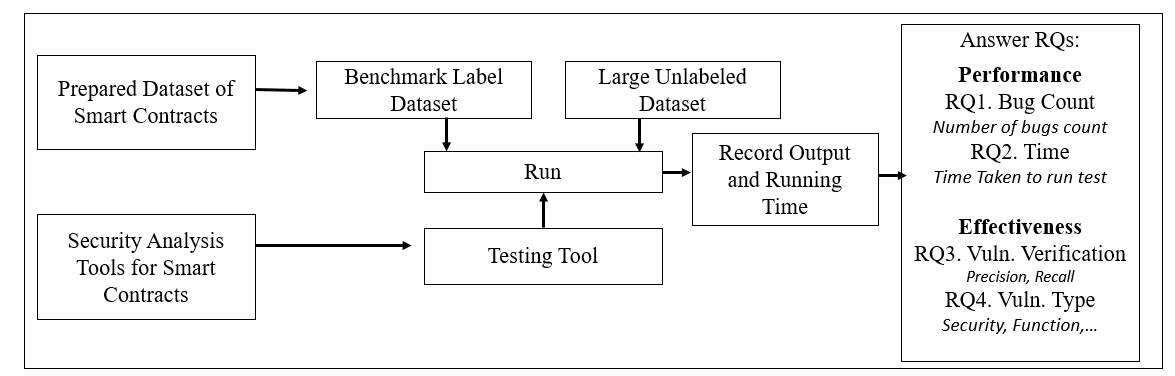 Prepared Dataset of
Smart Contracts
Benchmark Label
Dataset
Large Unlabeled
Dataset
Run
Security Analysis
Tools for Smart
Contracts
Testing Tool
Record Output
and Running
Time
Answer RQs:
Performance
RQ1. Bug Count
Number of bugs count
RQ2. Time
Time Taken to run test
Effectiveness
RQ3. Vuln. Verification
Precision, Recall
RQ4. Vuln. Type
Security, Function,...